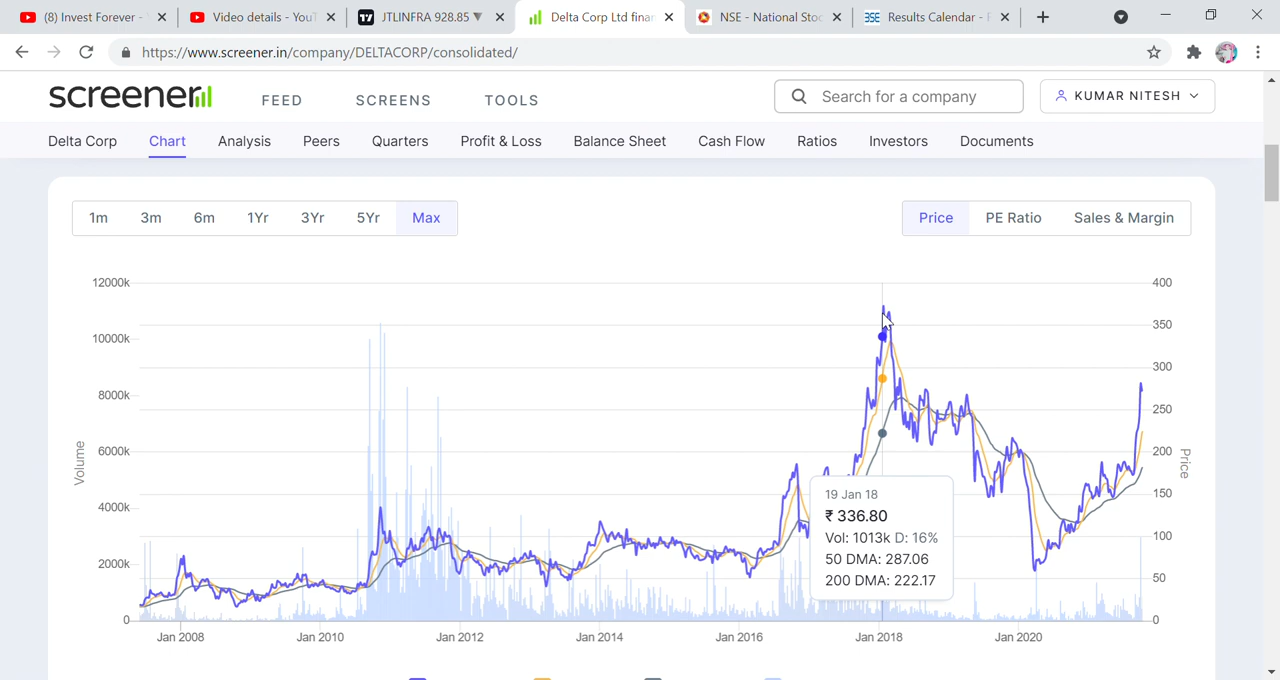 (8) Invest Forever -
Video details - YouT
JTLINFRA 928.85 ▼
Delta Corp Ltd finan
NSE - National Stoc
Results Calendar -
https://www.screener.in/company/DELTACORP/consolidated/
screener
FEED
SCREENS
TOOLS
Search for a company
KUMAR NITESH
Delta Corp
Chart
Analysis
Peers
Quarters
Profit & Loss
Balance Sheet
Cash Flow
Ratios
Investors
Documents
1m 3m 6m 1Yr 3Yr 5Yr Max
Price PE Ratio Sales & Margin
12000k
10000k
8000k
6000k
4000k
2000k
0
Volume
400
350
300
250
200
150
100
50
0
Price
19 Jan 18
₹ 336.80
Vol: 1013k D: 16%
50 DMA: 287.06
200 DMA: 222.17
Jan 2008 Jan 2010 Jan 2012 Jan 2014 Jan 2016 Jan 2018 Jan 2020